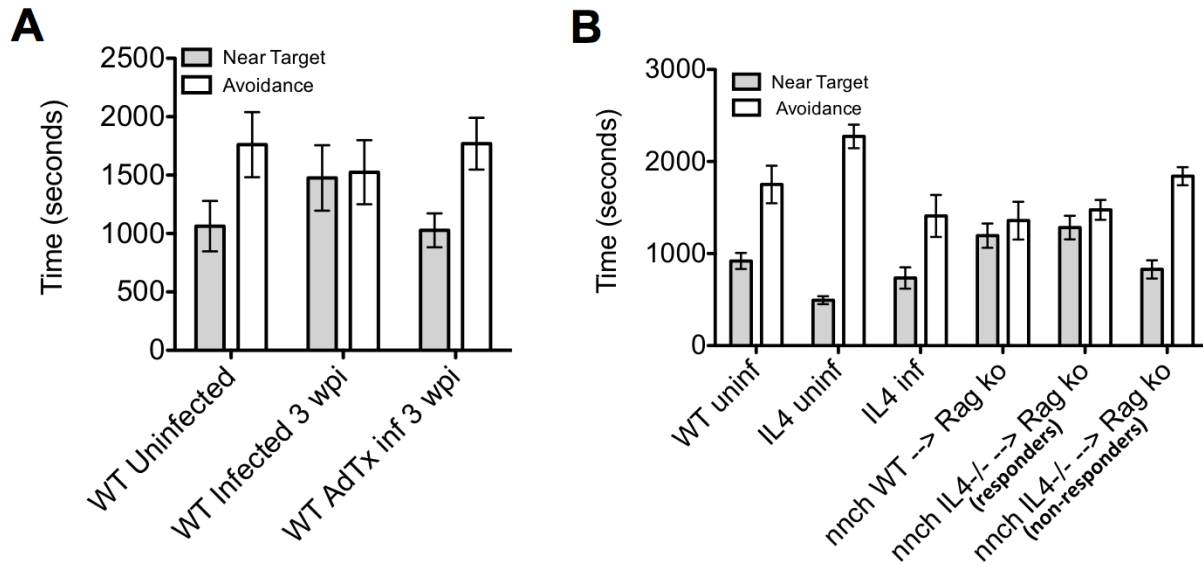 A
Time (seconds)
2500
2000
1500
1000
500
0
Near Target
Avoidance
WT Uninfected
WT Infected 3 wpi
WT AdTx inf 3 wpi
B
Time (seconds)
3000
2000
1000
0
Near Target
Avoidance
WT uninf
IL4 uninf
IL4 inf
nnch WT --> Rag ko
nnch IL4-/- --> Rag ko
(responders)
nnch IL4-/- --> Rag ko
(non-responders)